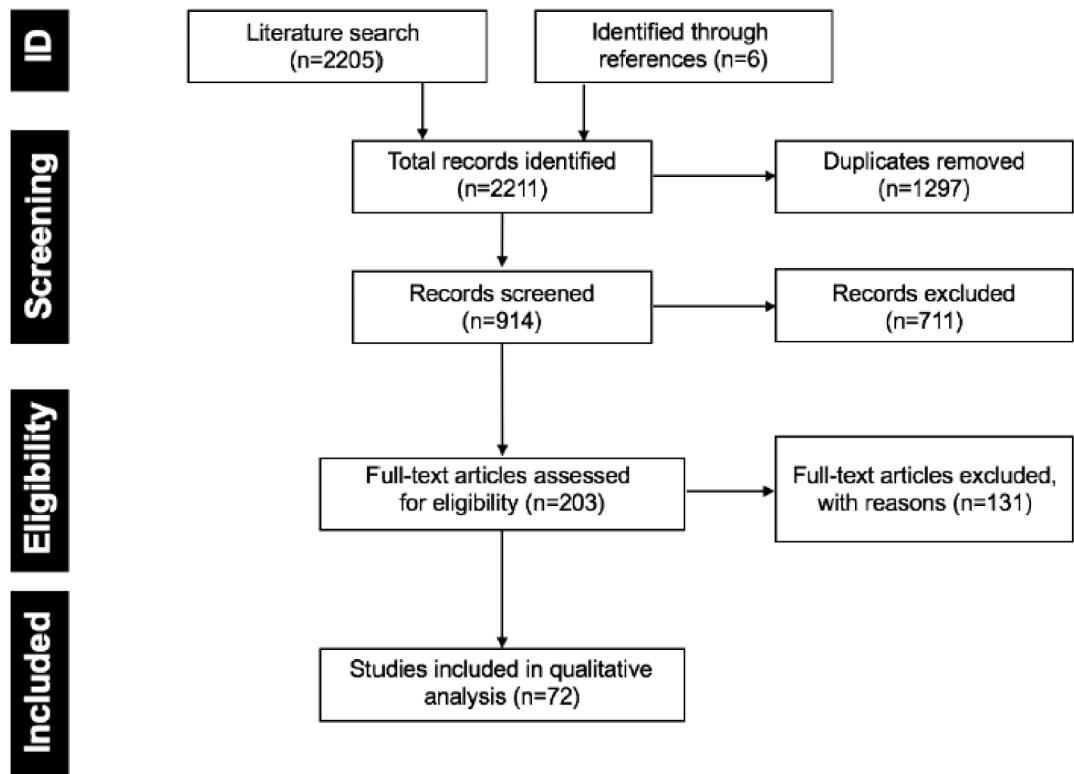 ID
Literature search
(n=2205)
Identified through
references (n=6)
Screening
Total records identified
(n=2211)
Duplicates removed
(n=1297)
Records screened
(n=914)
Records excluded
(n=711)
Eligibility
Full-text articles assessed
for eligibility (n=203)
Full-text articles excluded,
with reasons (n=131)
Included
Studies included in qualitative
analysis (n=72)